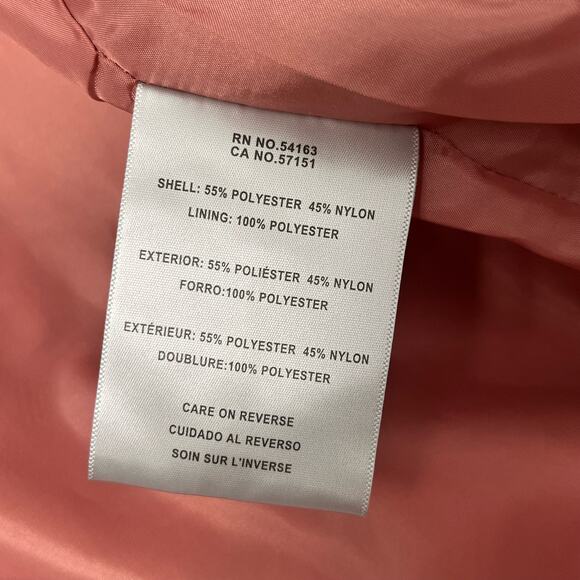 RN NO.54163
CA NO.57151
SHELL: 55% POLYESTER 45% NYLON
LINING: 100% POLYESTER
EXTERIOR: 55% POLIÉSTER 45% NYLON
FORRO:100% POLYESTER
EXTÉRIEUR: 55% POLYESTER 45% NYLON
DOUBLURE:100% POLYESTER
CARE ON REVERSE
CUIDADO AL REVERSO
SOIN SUR L'INVERSE